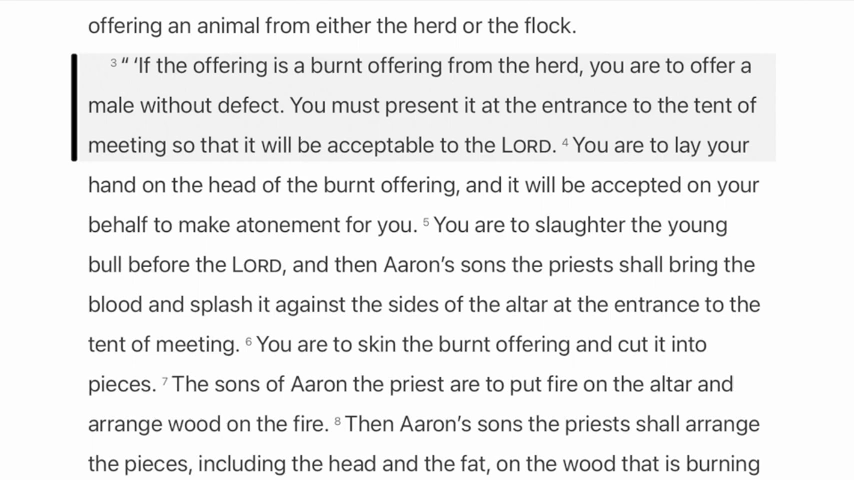 offering an animal from either the herd or the flock.
3 “ ‘If the offering is a burnt offering from the herd, you are to offer a
male without defect. You must present it at the entrance to the tent of
meeting so that it will be acceptable to the LORD. 4 You are to lay your
hand on the head of the burnt offering, and it will be accepted on your
behalf to make atonement for you. 5 You are to slaughter the young
bull before the LORD, and then Aaron’s sons the priests shall bring the
blood and splash it against the sides of the altar at the entrance to the
tent of meeting. 6 You are to skin the burnt offering and cut it into
pieces. 7 The sons of Aaron the priest are to put fire on the altar and
arrange wood on the fire. 8 Then Aaron’s sons the priests shall arrange
the pieces, including the head and the fat, on the wood that is burning